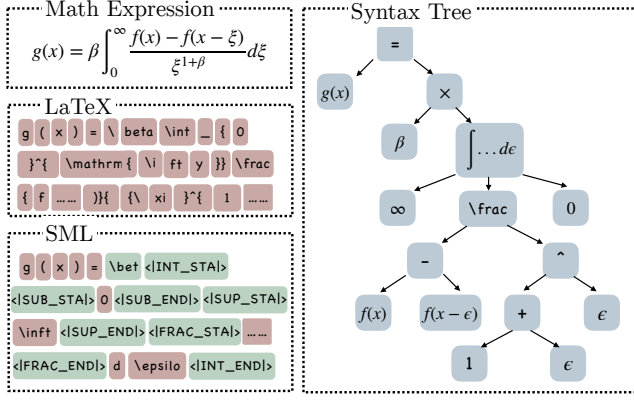 Math Expression
g(x) = β∫₀^∞ f(x) − f(x − ξ) / ξ^{1+β} dξ
LaTeX
g ( x ) = \ beta \int _ { 0
}^{ \mathrm { \i ft y }} \frac
{ f …… )}{ {\ xi }^{ 1 ……
SML
g ( x ) = \bet <|INT_STA|>
<|SUB_STA|> 0 <|SUB_END|> <|SUP_STA|>
\inft <|SUP_END|> <|FRAC_STA|> ……
<|FRAC_END|> d \epsilo <|INT_END|>
Syntax Tree
=
g(x) ×
β ∫…dϵ
∞ \frac 0
- ^
f(x) f(x − ϵ) + ϵ
1 ϵ